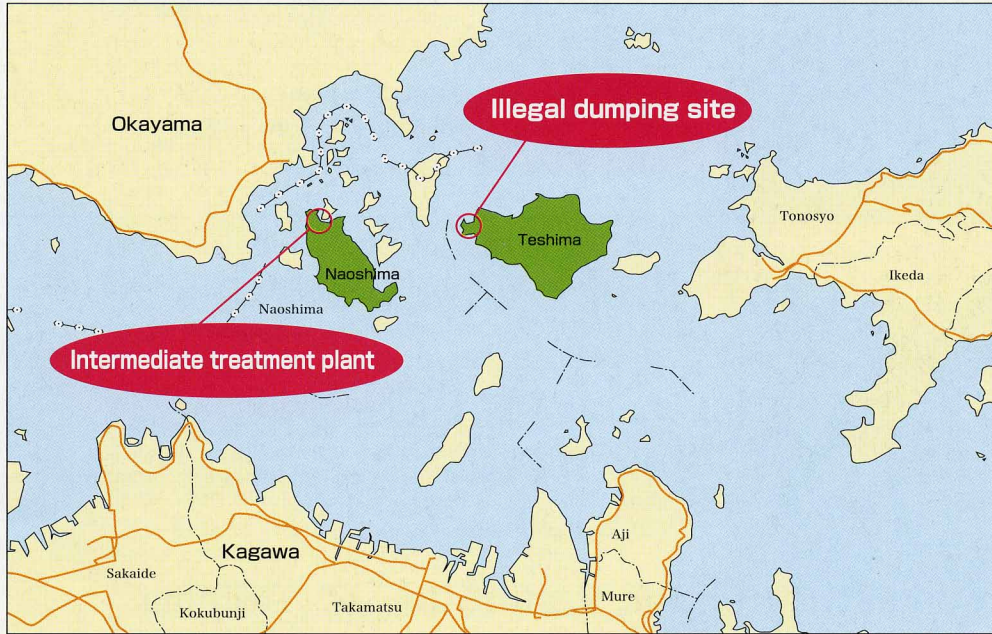 Okayama
Illegal dumping site
Tonosyo
Teshima
Ikeda
Naoshima
Naoshima
Intermediate treatment plant
Aji
Kagawa
Sakaide
Mure
Kokubunji
Takamatsu